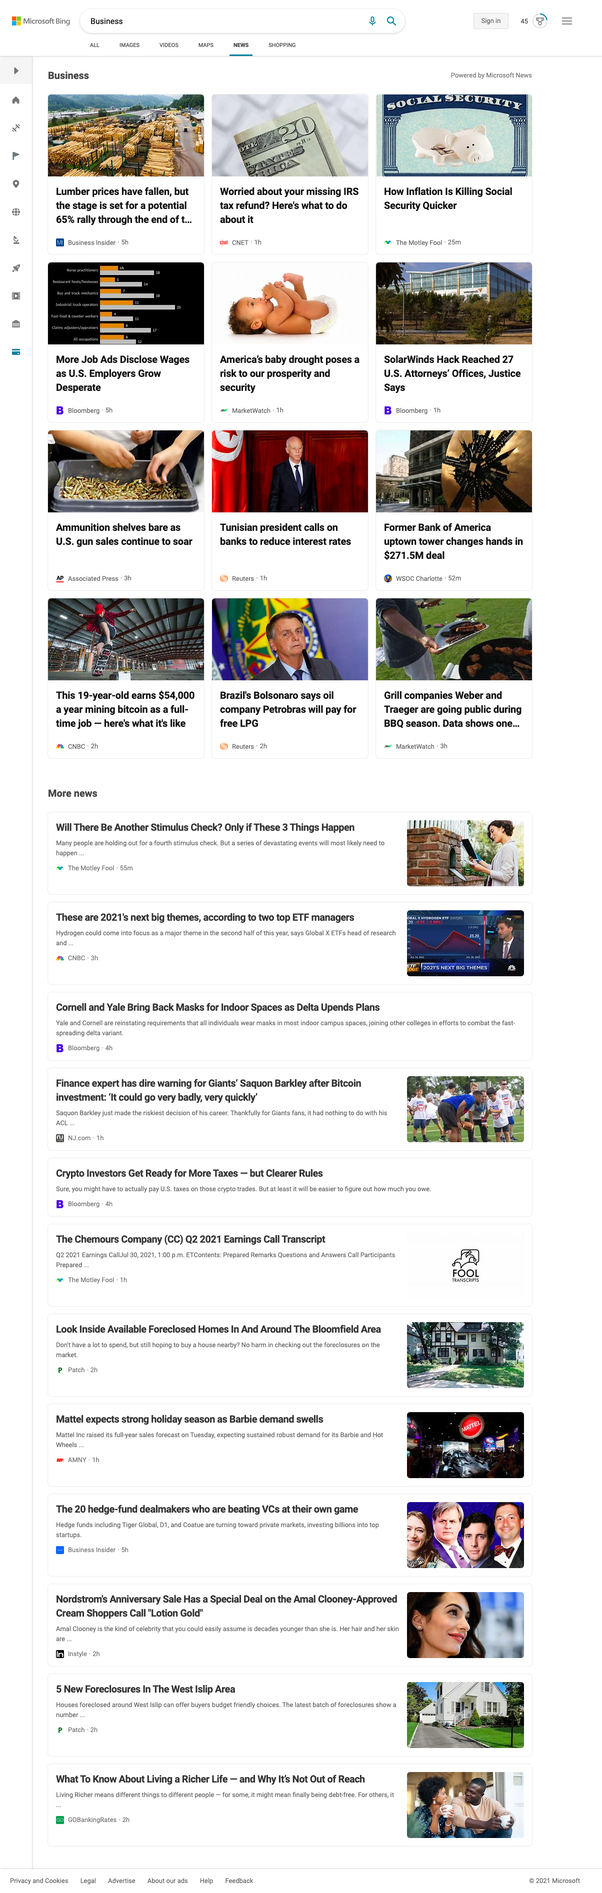 Microsoft Bing
Business
Sign in
45
ALL
IMAGES
VIDEOS
MAPS
NEWS
SHOPPING
Business
Powered by Microsoft News
SOCIAL SECURITY
Lumber prices have fallen, but
the stage is set for a potential
65% rally through the end of t...
Business Insider · 5h
Worried about your missing IRS
tax refund? Here's what to do
about it
CNET · 1h
How Inflation Is Killing Social
Security Quicker
The Motley Fool · 25m
Nurse practitioners
Restaurant hosts/hostesses
Bus and truck mechanics
Industrial truck operators
Fast-food & counter workers
Claims adjusters/appraisers
All occupations
More Job Ads Disclose Wages
as U.S. Employers Grow
Desperate
Bloomberg · 5h
America's baby drought poses a
risk to our prosperity and
security
MarketWatch · 1h
SolarWinds Hack Reached 27
U.S. Attorneys' Offices, Justice
Says
Bloomberg · 1h
Ammunition shelves bare as
U.S. gun sales continue to soar
AP
Associated Press · 3h
Tunisian president calls on
banks to reduce interest rates
Reuters · 1h
Former Bank of America
uptown tower changes hands in
$271.5M deal
WSOC Charlotte · 52m
This 19-year-old earns $54,000
a year mining bitcoin as a full-
time job — here's what it's like
CNBC · 2h
Brazil's Bolsonaro says oil
company Petrobras will pay for
free LPG
Reuters · 2h
Grill companies Weber and
Traeger are going public during
BBQ season. Data shows one...
MarketWatch · 3h
More news
Will There Be Another Stimulus Check? Only if These 3 Things Happen
Many people are holding out for a fourth stimulus check. But a series of devastating events will most likely need to
happen ...
The Motley Fool · 55m
These are 2021's next big themes, according to two top ETF managers
Hydrogen could come into focus as a major theme in the second half of this year, says Global X ETFs head of research
and ...
CNBC · 3h
2021'S NEXT BIG THEMES
Cornell and Yale Bring Back Masks for Indoor Spaces as Delta Upends Plans
Yale and Cornell are reinstating requirements that all individuals wear masks in most indoor campus spaces, joining other colleges in efforts to combat the fast-
spreading delta variant.
Bloomberg · 4h
Finance expert has dire warning for Giants' Saquon Barkley after Bitcoin
investment: 'It could go very badly, very quickly'
Saquon Barkley just made the riskiest decision of his career. Thankfully for Giants fans, it had nothing to do with his
ACL ...
NJ.com · 1h
Crypto Investors Get Ready for More Taxes — but Clearer Rules
Sure, you might have to actually pay U.S. taxes on those crypto trades. But at least it will be easier to figure out how much you owe.
Bloomberg · 4h
The Chemours Company (CC) Q2 2021 Earnings Call Transcript
Q2 2021 Earnings CallJul 30, 2021, 1:00 p.m. ETContents: Prepared Remarks Questions and Answers Call Participants
Prepared ...
The Motley Fool · 1h
FOOL
TRANSCRIPTS
Look Inside Available Foreclosed Homes In And Around The Bloomfield Area
Don't have a lot to spend, but still hoping to buy a house nearby? No harm in checking out the foreclosures on the
market.
Patch · 2h
Mattel expects strong holiday season as Barbie demand swells
Mattel Inc raised its full-year sales forecast on Tuesday, expecting sustained robust demand for its Barbie and Hot
Wheels ...
AMNY · 1h
MATTEL
The 20 hedge-fund dealmakers who are beating VCs at their own game
Hedge funds including Tiger Global, D1, and Coatue are turning toward private markets, investing billions into top
startups.
Business Insider · 5h
Nordstrom's Anniversary Sale Has a Special Deal on the Amal Clooney-Approved
Cream Shoppers Call "Lotion Gold"
Amal Clooney is the kind of celebrity that you could easily assume is decades younger than she is. Her hair and her skin
are ...
Instyle · 2h
5 New Foreclosures In The West Islip Area
Houses foreclosed around West Islip can offer buyers budget friendly choices. The latest batch of foreclosures show a
number ...
Patch · 2h
What To Know About Living a Richer Life — and Why It's Not Out of Reach
Living Richer means different things to different people — for some, it might mean finally being debt-free. For others, it
...
GOBankingRates · 2h
Privacy and Cookies
Legal
Advertise
About our ads
Help
Feedback
© 2021 Microsoft